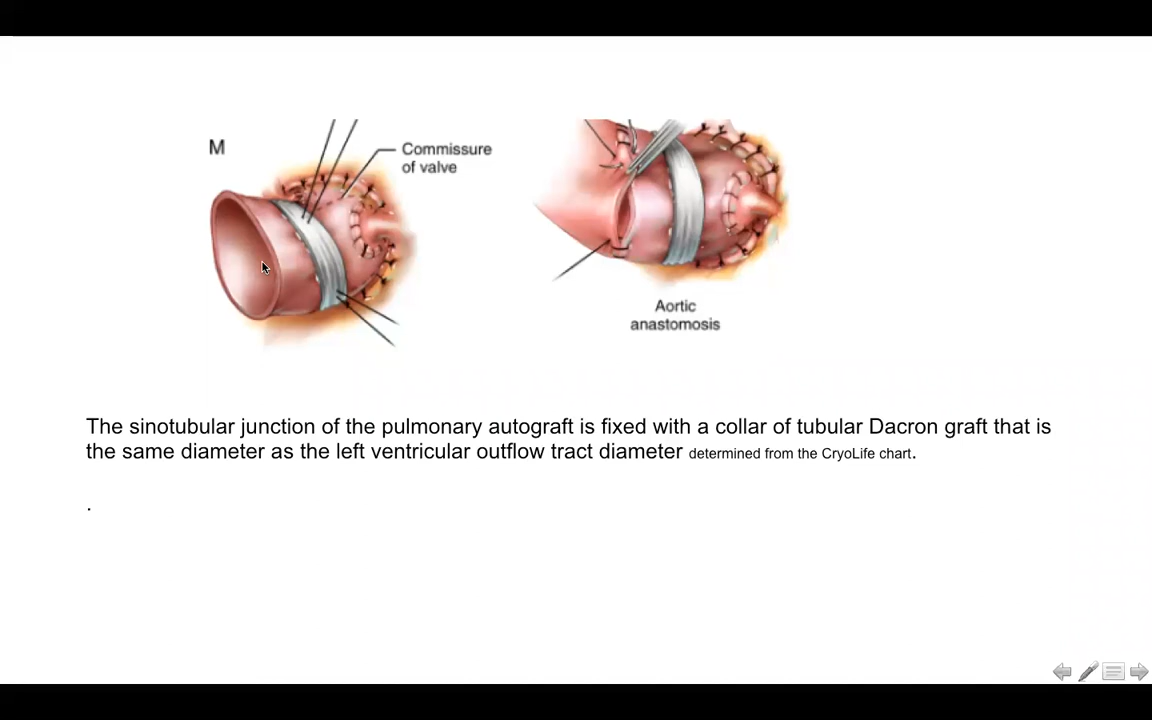 M
Commissure
of valve
Aortic
anastomosis
The sinotubular junction of the pulmonary autograft is fixed with a collar of tubular Dacron graft that is
the same diameter as the left ventricular outflow tract diameter determined from the CryoLife chart.
.